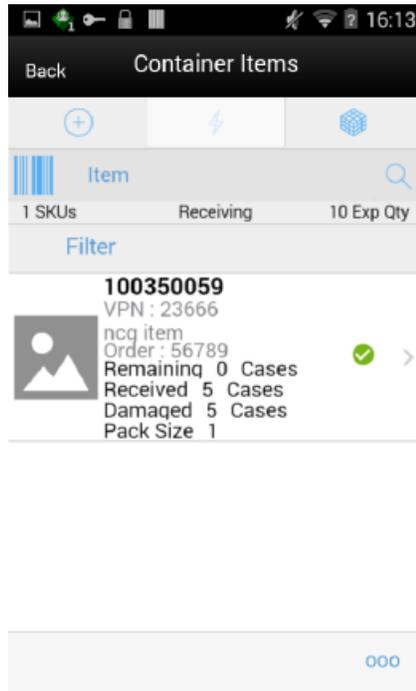 16:13
Back Container Items
Item
1 SKUs Receiving 10 Exp Qty
Filter
100350059
VPN : 23666
ncq item
Order : 56789
Remaining 0 Cases
Received 5 Cases
Damaged 5 Cases
Pack Size 1